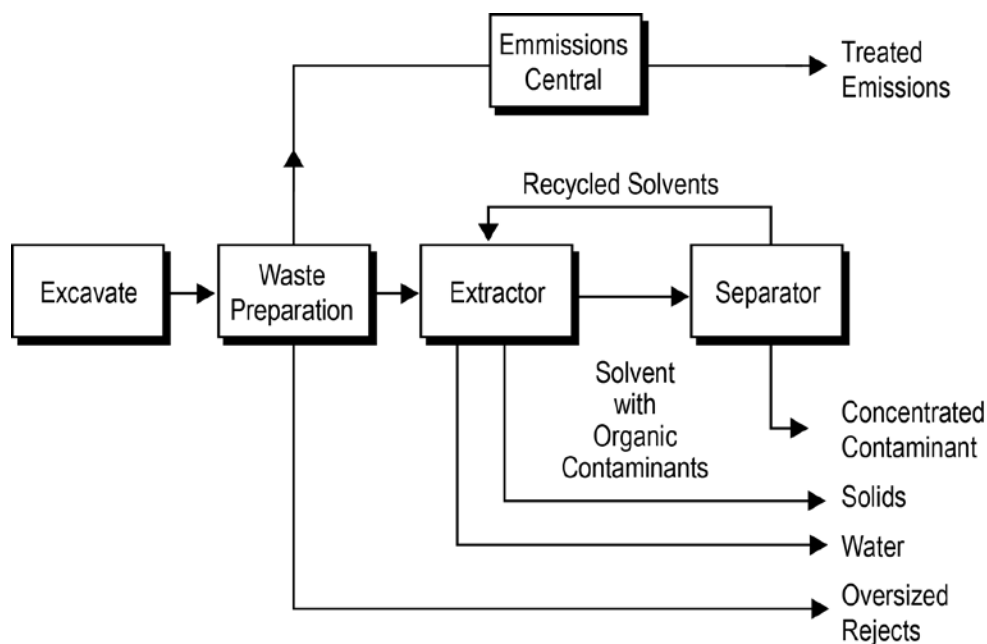 Emmissions
Central
Treated
Emissions
Recycled Solvents
Excavate
Waste
Preparation
Extractor
Separator
Solvent
with
Organic
Contaminants
Concentrated
Contaminant
Solids
Water
Oversized
Rejects